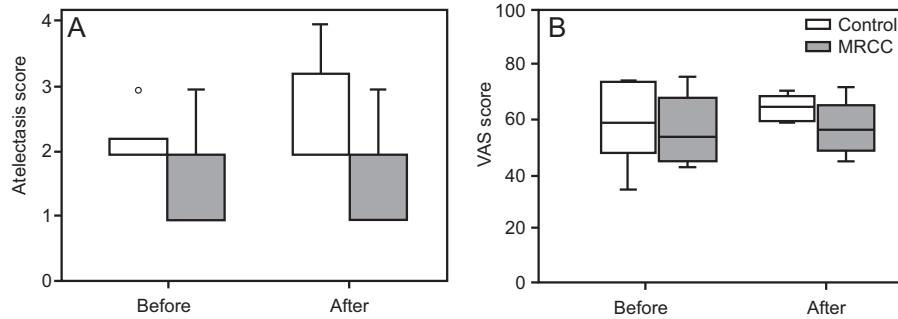 A
Atelectasis score
4
3
2
1
0
Before
After
B
Control
MRCC
VAS score
100
80
60
40
20
0
Before
After